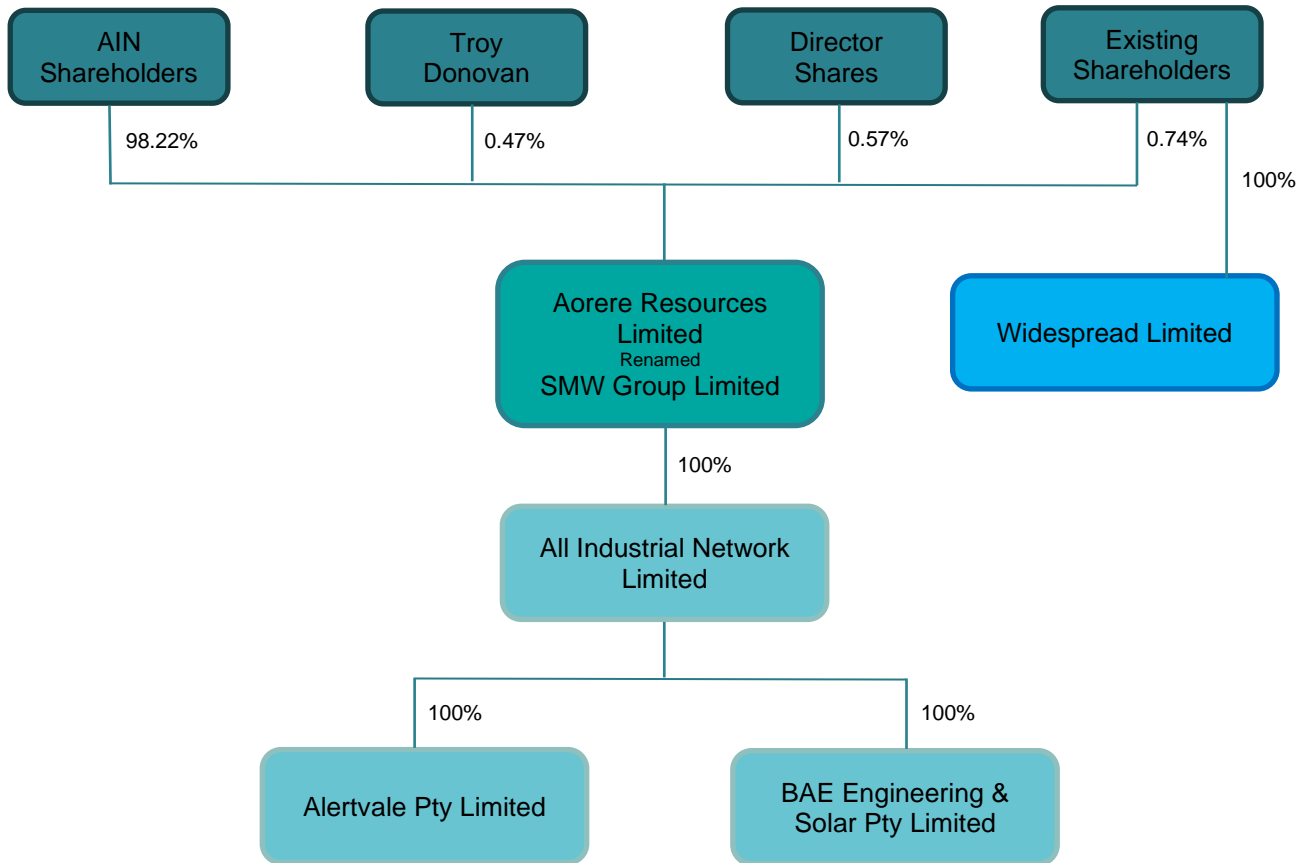 AIN
Shareholders
Troy
Donovan
Director
Shares
Existing
Shareholders
98.22%
0.47%
0.57%
0.74%
100%
Aorere Resources
Limited
Renamed
SMW Group Limited
Widespread Limited
100%
All Industrial Network
Limited
100%
100%
Alertvale Pty Limited
BAE Engineering &
Solar Pty Limited